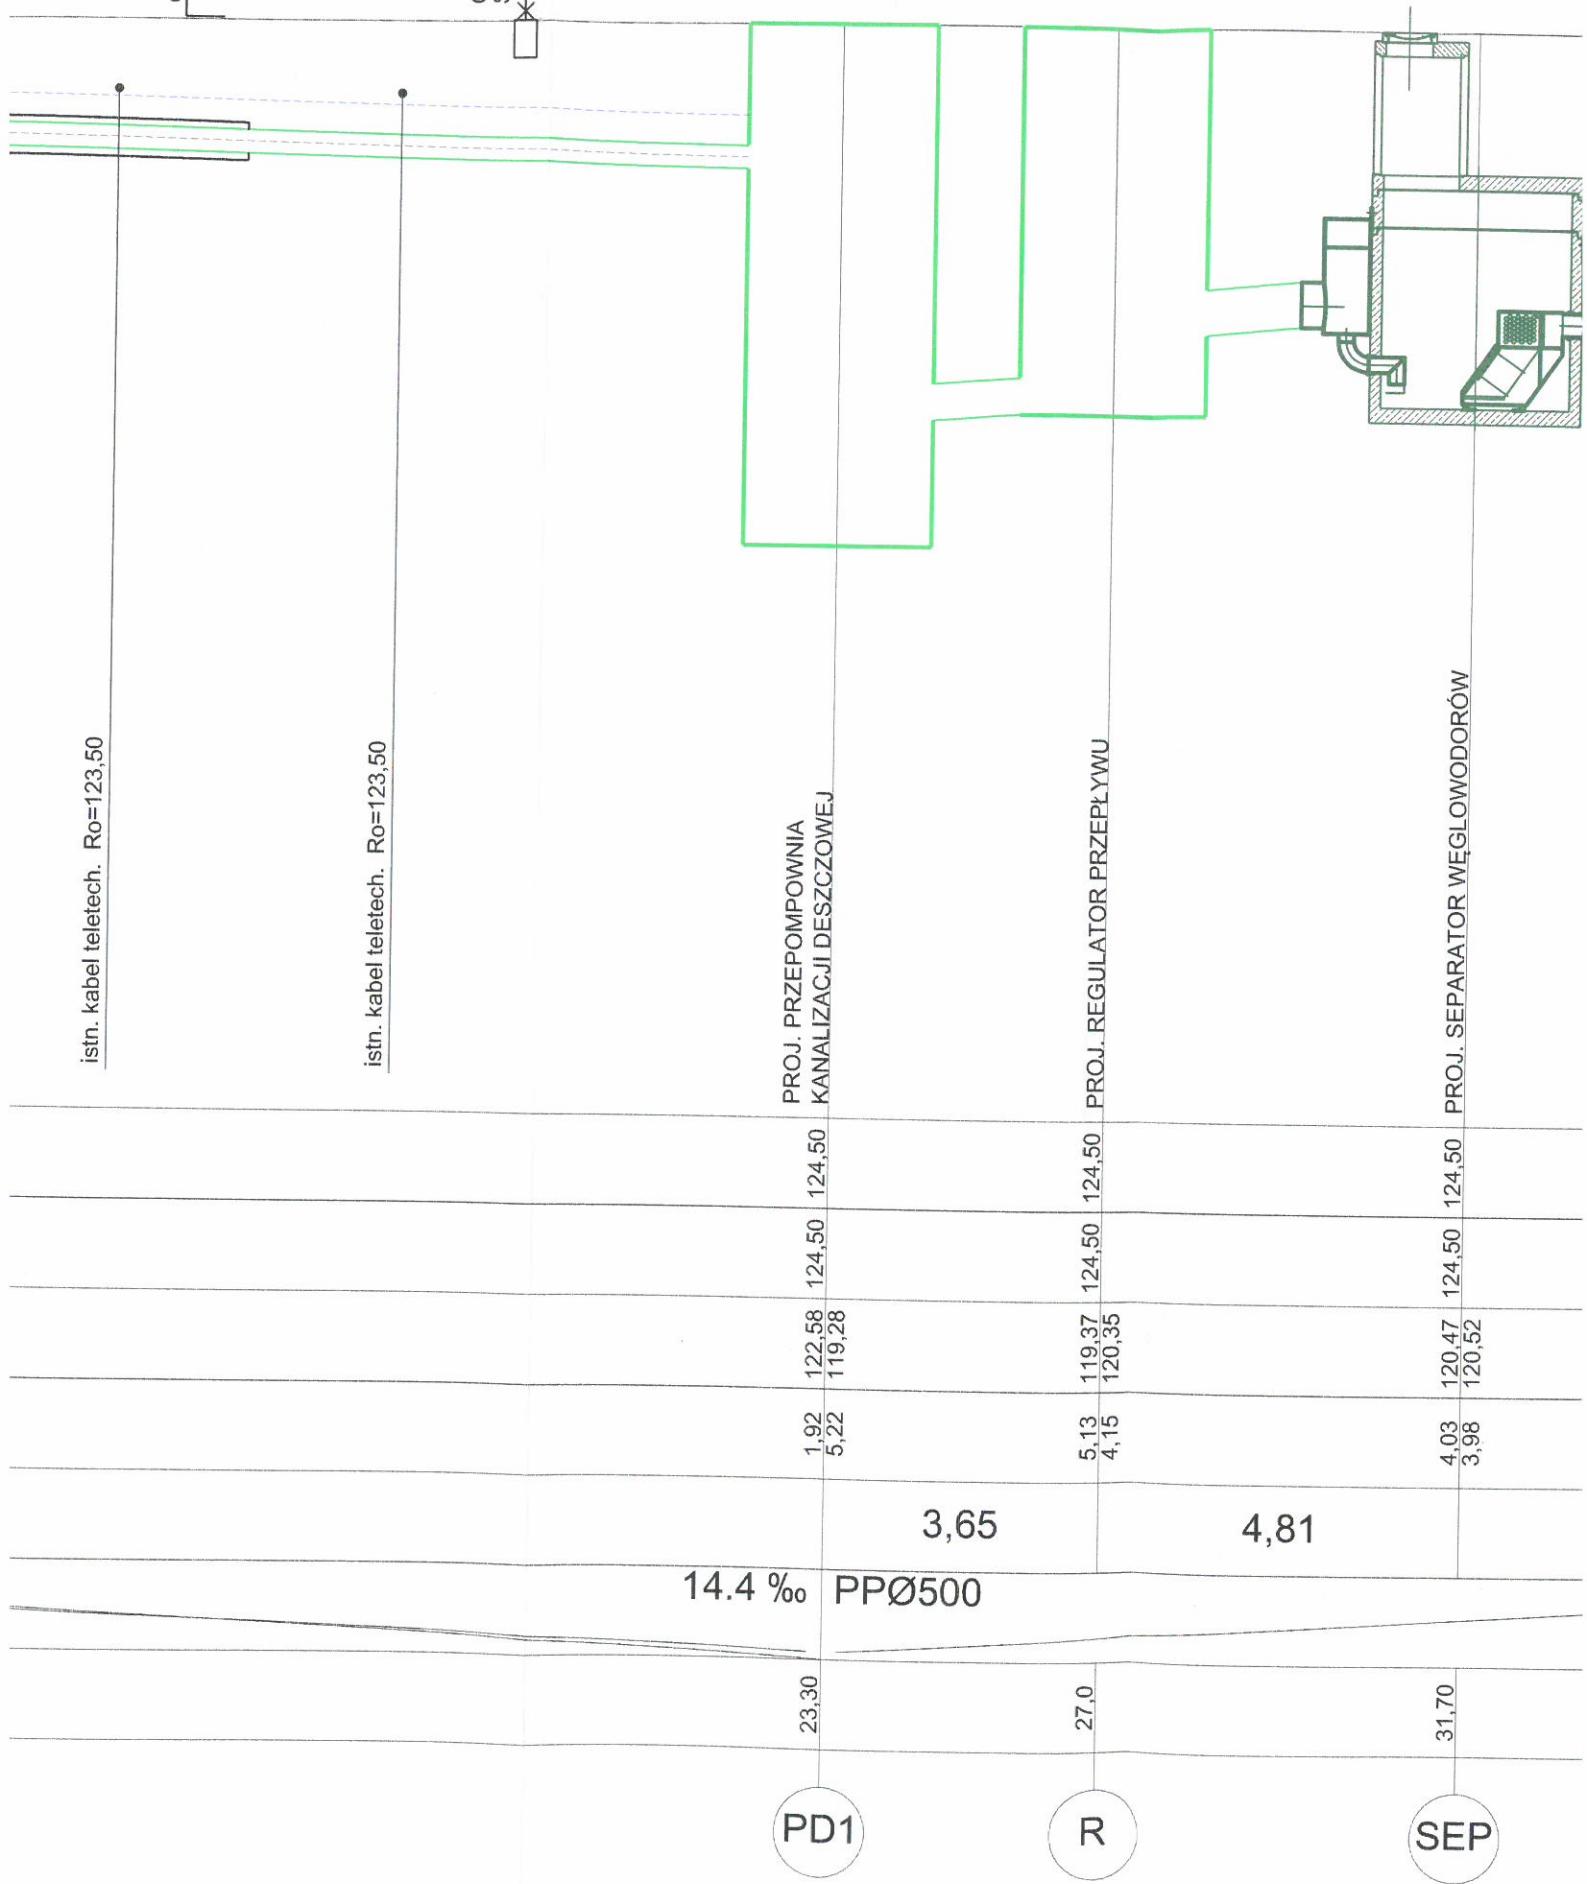 istn. kabel teletech. Ro=123,50
istn. kabel teletech. Ro=123,50
PROJ. PRZEPOMPOWNIA
KANALIZACJI DESZCZOWEJ
PROJ. REGULATOR PRZEPŁYWU
PROJ. SEPARATOR WĘGLOWODORÓW
124,50
124,50
124,50
124,50
124,50
124,50
122,58
119,28
119,37
120,35
120,47
120,52
1,92
5,22
5,13
4,15
4,03
3,98
3,65
4,81
14.4 ‰ PPØ500
23,30
27,0
31,70
PD1
R
SEP